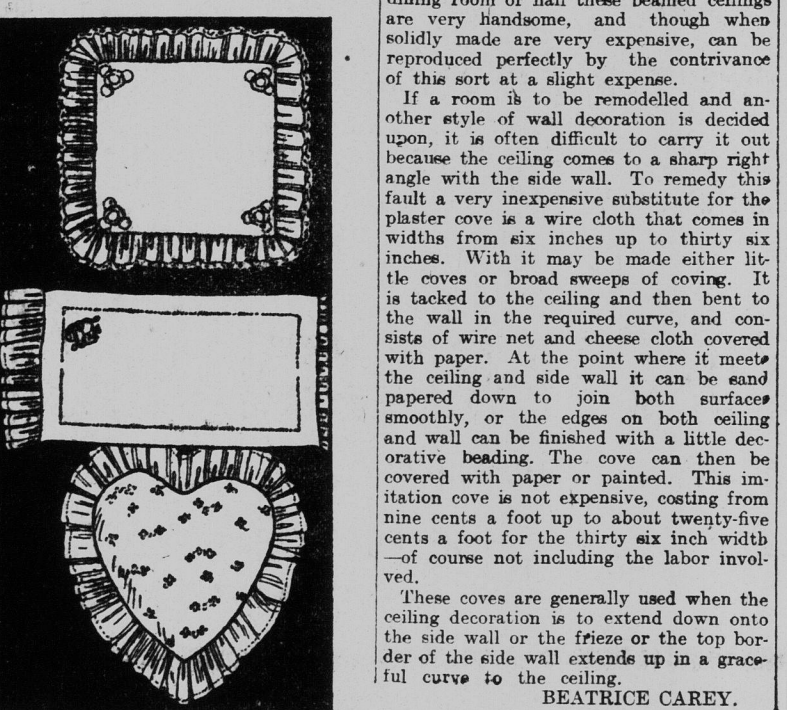 dining room or hall these beamed ceilings
are very handsome, and though when
solidly made are very expensive, can be
reproduced perfectly by the contrivance
of this sort at a slight expense.
If a room is to be remodelled and an-
other style of wall decoration is decided
upon, it is often difficult to carry it out
because the ceiling comes to a sharp right
angle with the side wall. To remedy this
fault a very inexpensive substitute for the
plaster cove is a wire cloth that comes in
widths from six inches up to thirty six
inches. With it may be made either lit-
tle coves or broad sweeps of coving. It
is tacked to the ceiling and then bent to
the wall in the required curve, and con-
sists of wire net and cheese cloth covered
with paper. At the point where it meets
the ceiling and side wall it can be sand
papered down to join both surfaces
smoothly, or the edges on both ceiling
and wall can be finished with a little dec-
orative beading. The cove can then be
covered with paper or painted. This im-
itation cove is not expensive, costing from
nine cents a foot up to about twenty-five
cents a foot for the thirty six inch width
—of course not including the labor invol-
ved.
These coves are generally used when the
ceiling decoration is to extend down onto
the side wall or the frieze or the top bor-
der of the side wall extends up in a grace-
ful curve to the ceiling.
BEATRICE CAREY.